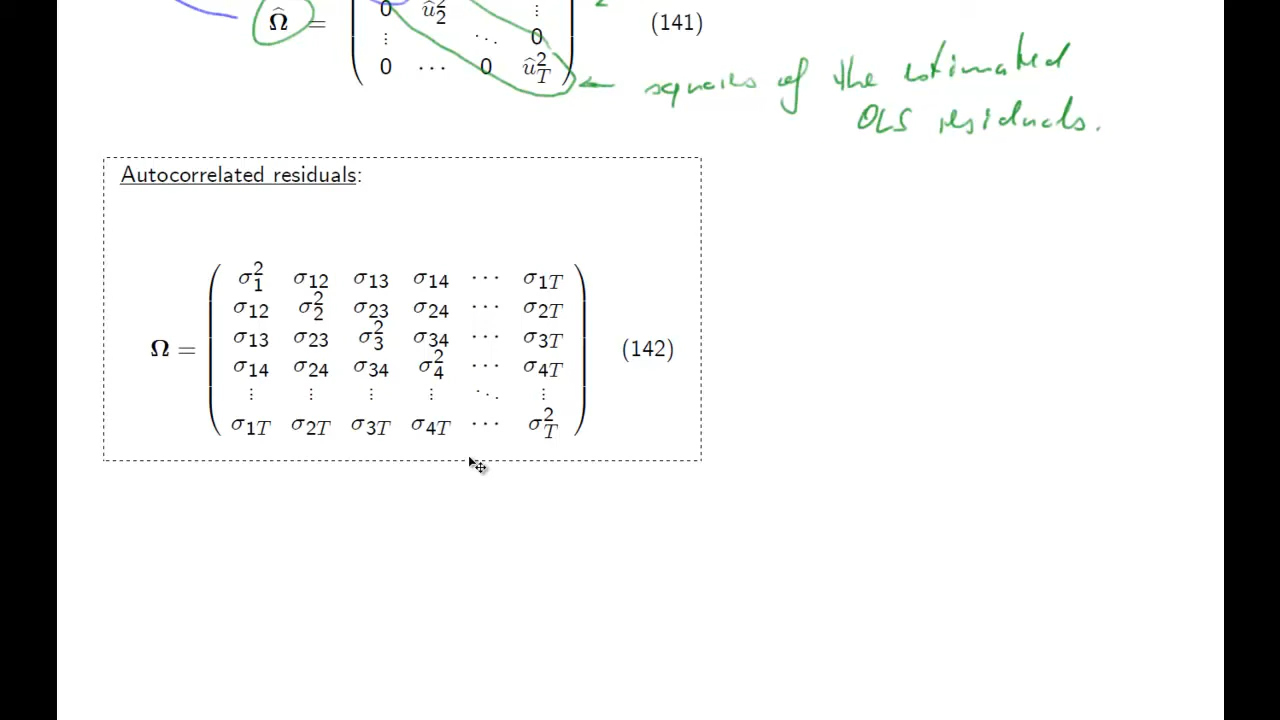 0 û₂² ⋮
Ω̂ = (141)
⋮ ⋱ 0
0 ⋯ 0 û_T²
← squares of the estimated
OLS residuals.
Autocorrelated residuals:
σ₁² σ₁₂ σ₁₃ σ₁₄ ⋯ σ₁T
σ₁₂ σ₂² σ₂₃ σ₂₄ ⋯ σ₂T
σ₁₃ σ₂₃ σ₃² σ₃₄ ⋯ σ₃T
Ω = (142)
σ₁₄ σ₂₄ σ₃₄ σ₄² ⋯ σ₄T
⋮ ⋮ ⋮ ⋮ ⋱ ⋮
σ₁T σ₂T σ₃T σ₄T ⋯ σ_T²